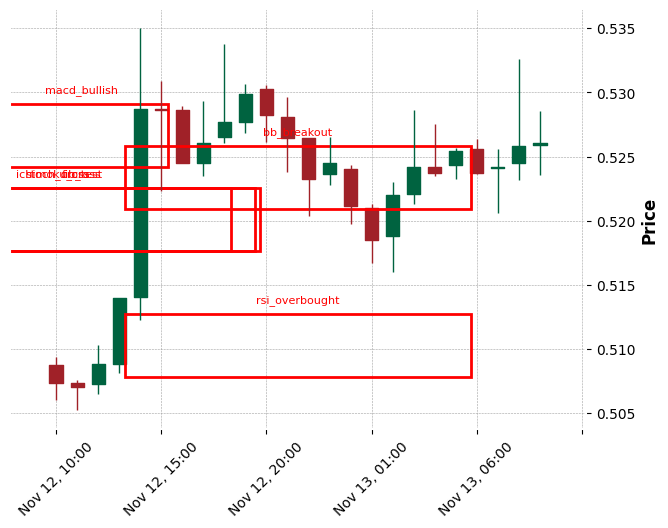 0.535
macd_bullish
0.530
bb_breakout
0.525
0.520
Price
0.515
rsi_overbought
0.510
0.505
Nov 12, 10:00
Nov 12, 15:00
Nov 12, 20:00
Nov 13, 01:00
Nov 13, 06:00